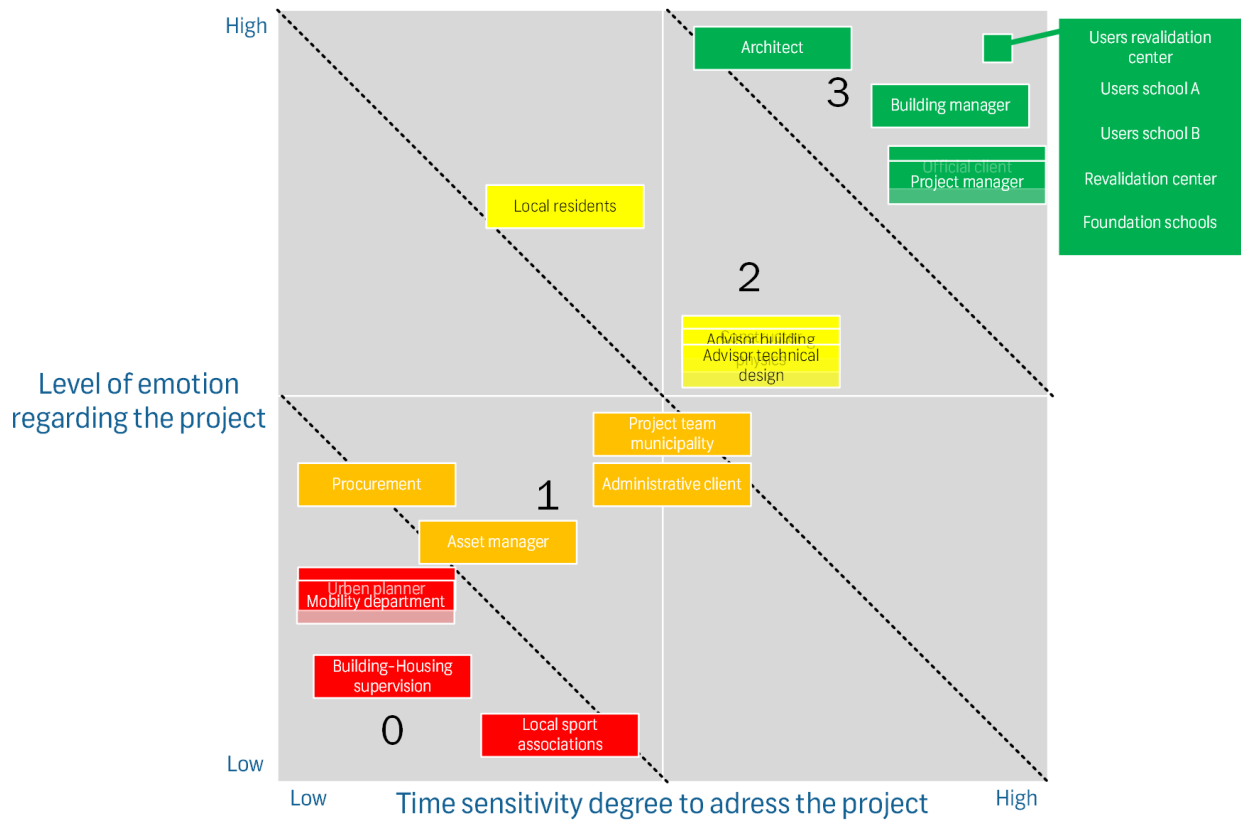 High
Architect
Users revalidation
center
3
Building manager
Users school A
Users school B
Official client
Project manager
Revalidation center
Local residents
Foundation schools
2
Advisor building
physics
Advisor technical
design
Level of emotion
regarding the project
Project team
municipality
Procurement
1
Administrative client
Asset manager
Urben planner
Mobility department
Building-Housing
supervision
0
Local sport
associations
Low
Low
Time sensitivity degree to adress the project
High